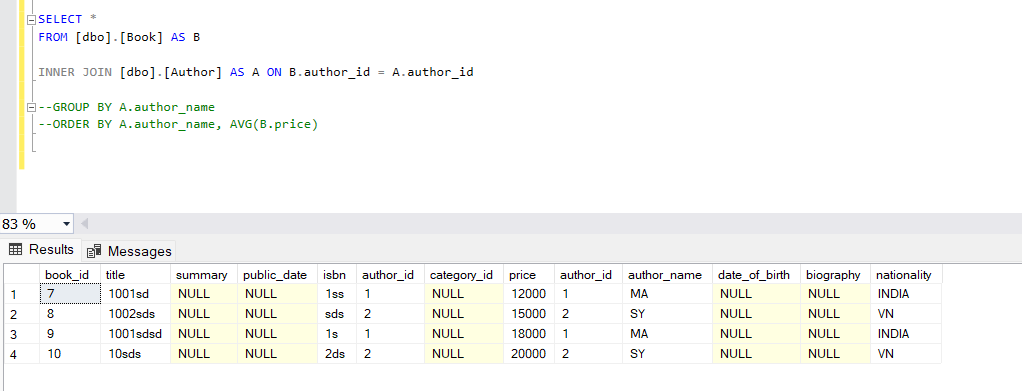 SELECT *
FROM [dbo].[Book] AS B
INNER JOIN [dbo].[Author] AS A ON B.author_id = A.author_id
--GROUP BY A.author_name
--ORDER BY A.author_name, AVG(B.price)
83 %
Results Messages
book_id title summary public_date isbn author_id category_id price author_id author_name date_of_birth biography nationality
1 7 1001sd NULL NULL 1ss 1 NULL 12000 1 MA NULL NULL INDIA
2 8 1002sds NULL NULL sds 2 NULL 15000 2 SY NULL NULL VN
3 9 1001sdsd NULL NULL 1s 1 NULL 18000 1 MA NULL NULL INDIA
4 10 10sds NULL NULL 2ds 2 NULL 20000 2 SY NULL NULL VN